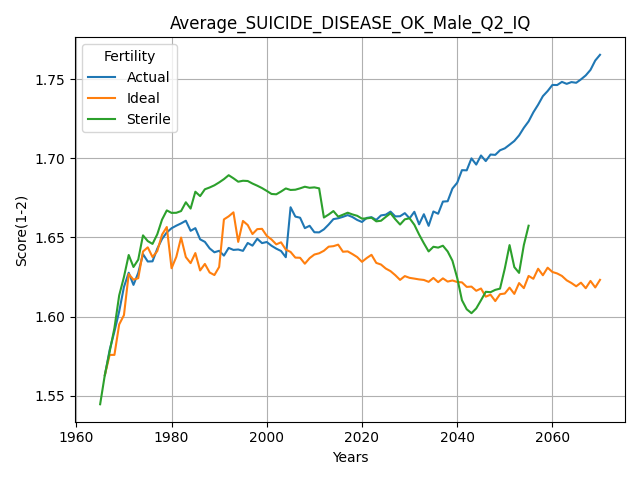 Average_SUICIDE_DISEASE_OK_Male_Q2_IQ
Fertility
Actual
Ideal
Sterile
Score(1-2)
1.75
1.70
1.65
1.60
1.55
1960
1980
2000
2020
2040
2060
Years